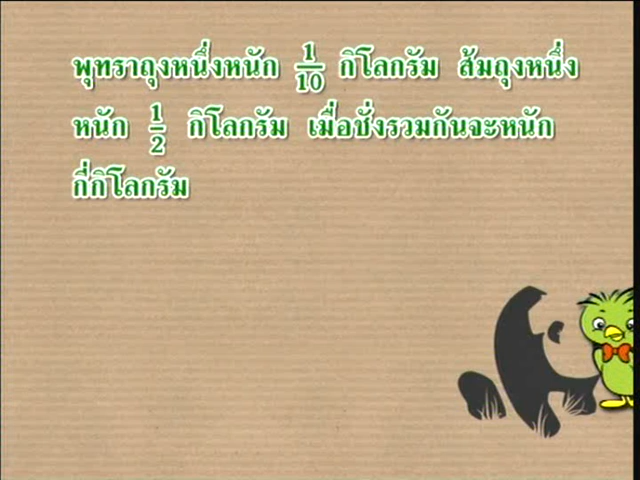 พุทราถุงหนึ่งหนัก 1/10 กิโลกรัม ส้มถุงหนึ่ง
หนัก 1/2 กิโลกรัม เมื่อชั่งรวมกันจะหนัก
กี่กิโลกรัม